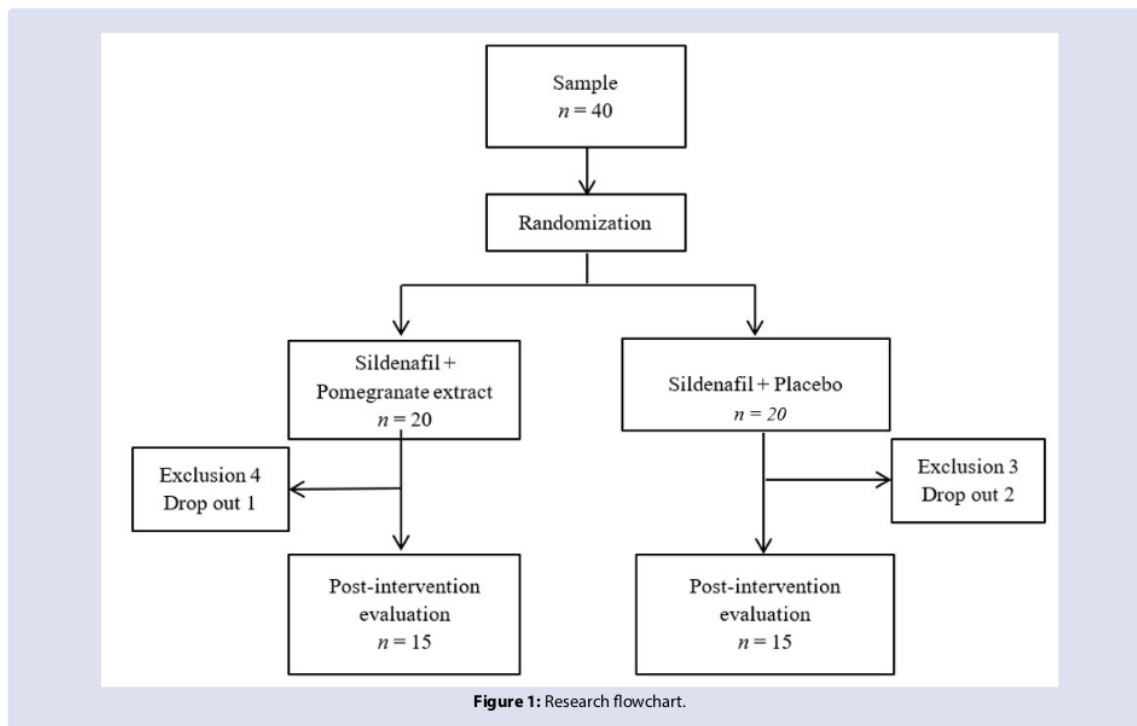 Sample
n = 40
Randomization
Sildenafil +
Pomegranate extract
n = 20
Sildenafil + Placebo
n = 20
Exclusion 4
Drop out 1
Exclusion 3
Drop out 2
Post-intervention
evaluation
n = 15
Post-intervention
evaluation
n = 15
Figure 1: Research flowchart.